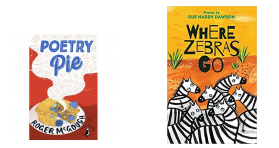 POETRY
Pie
ROGER McGOUGH
Poems by
SUE HARDY-DAWSON
WHERE
ZEBRAS
GO